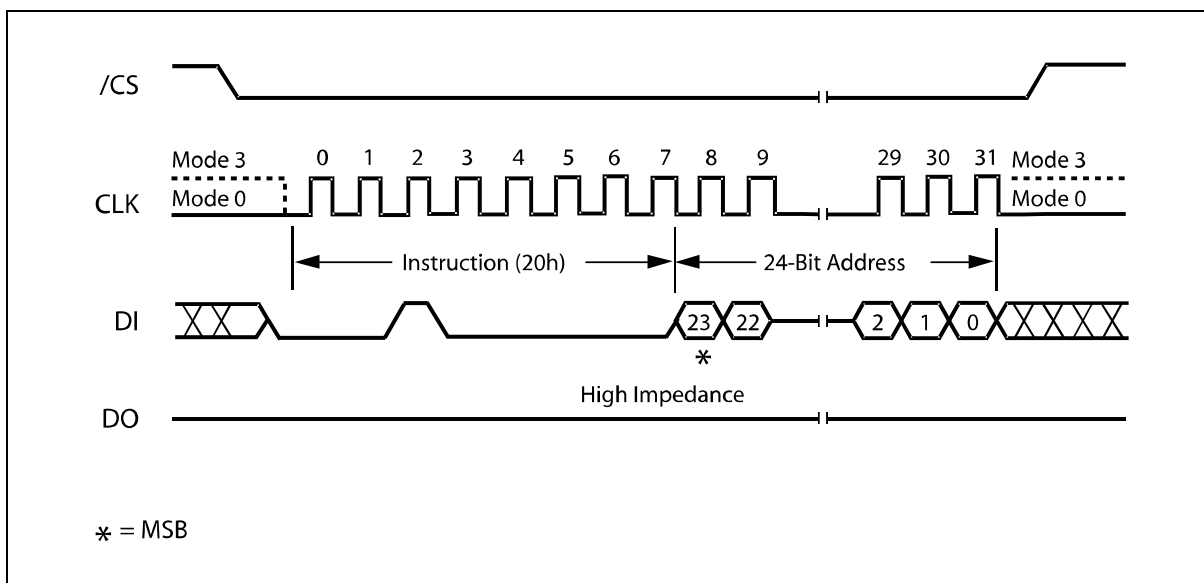 /CS
Mode 3 0 1 2 3 4 5 6 7 8 9 29 30 31 Mode 3
CLK Mode 0 Mode 0
Instruction (20h) 24-Bit Address
DI 23 22 2 1 0
*
High Impedance
DO
* = MSB